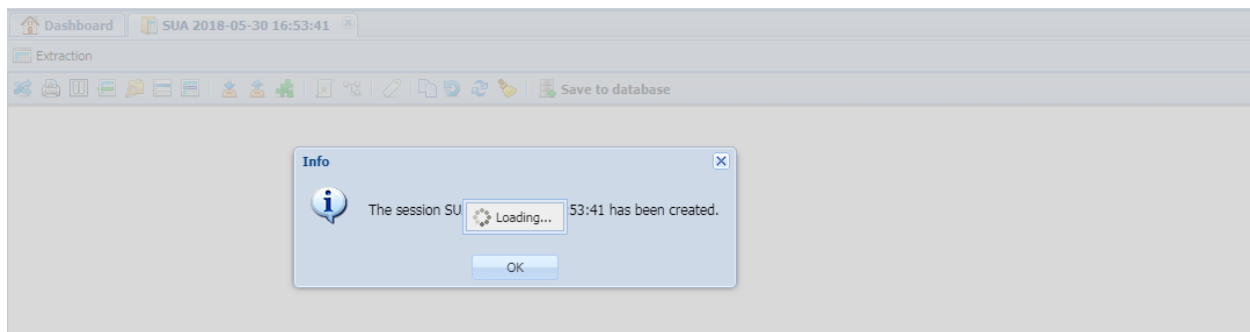 Dashboard SUA 2018-05-30 16:53:41
Extraction
Save to database
Info
The session SU Loading... 53:41 has been created.
OK